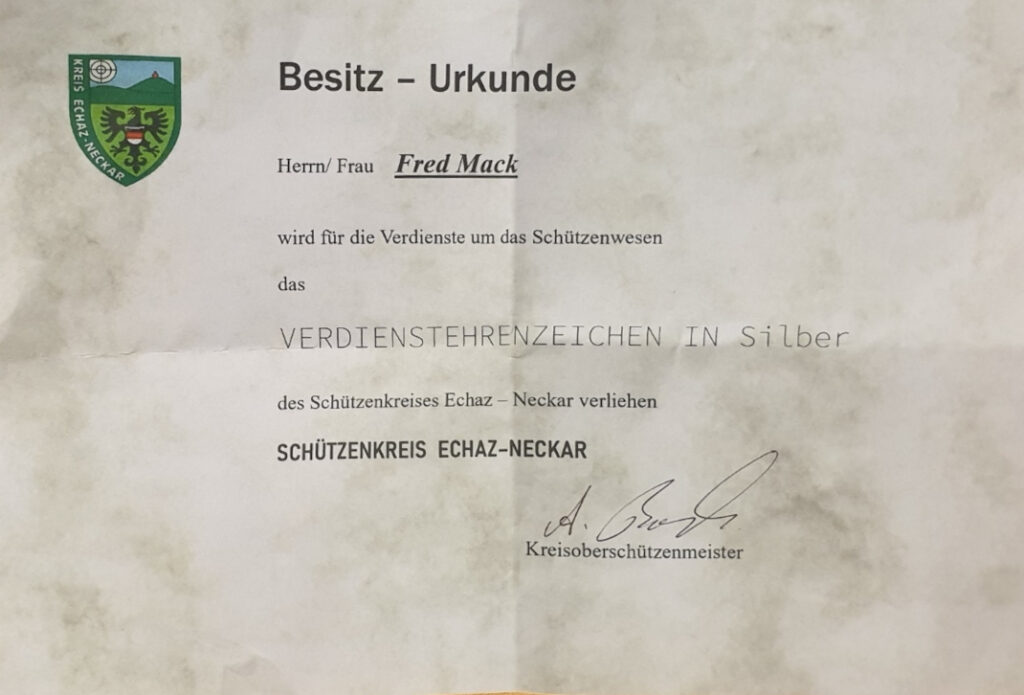 KREIS ECHAZ-NECKAR
Besitz – Urkunde
Herrn/ Frau Fred Mack
wird für die Verdienste um das Schützenwesen
das
VERDIENSTEHRENZEICHEN IN Silber
des Schützenkreises Echaz – Neckar verliehen
SCHÜTZENKREIS ECHAZ-NECKAR
A.
Kreisoberschützenmeister